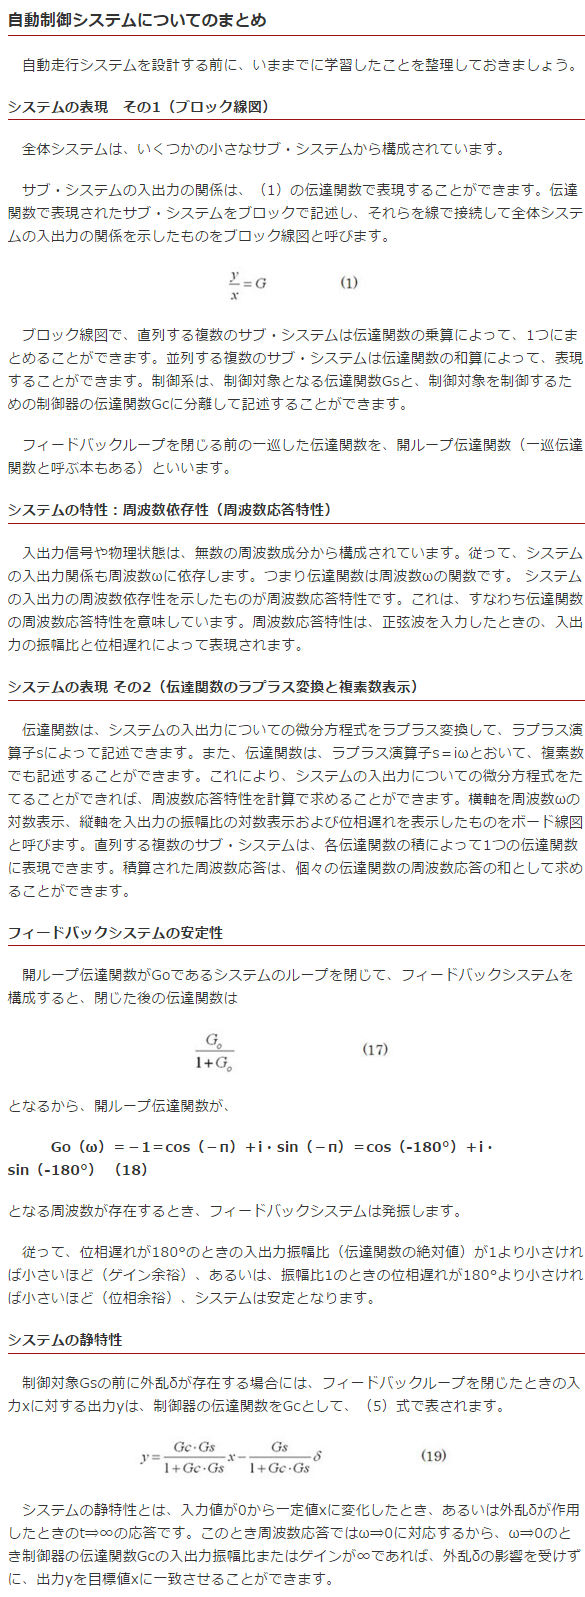 自動制御システムについてのまとめ
自動走行システムを設計する前に、いままでに学習したことを整理しておきましょう。
システムの表現　その1（ブロック線図）
全体システムは、いくつかの小さなサブ・システムから構成されています。
サブ・システムの入出力の関係は、（1）の伝達関数で表現することができます。伝達
関数で表現されたサブ・システムをブロックで記述し、それらを線で接続して全体システ
ムの入出力の関係を示したものをブロック線図と呼びます。
y/x = G (1)
ブロック線図で、直列する複数のサブ・システムは伝達関数の乗算によって、1つにま
とめることができます。並列する複数のサブ・システムは伝達関数の和算によって、表現
することができます。制御系は、制御対象となる伝達関数Gsと、制御対象を制御するた
めの制御器の伝達関数Gcに分離して記述することができます。
フィードバックループを閉じる前の一巡した伝達関数を、開ループ伝達関数（一巡伝達
関数と呼ぶ本もある）といいます。
システムの特性：周波数依存性（周波数応答特性）
入出力信号や物理状態は、無数の周波数成分から構成されています。従って、システム
の入出力関係も周波数ωに依存します。つまり伝達関数は周波数ωの関数です。 システム
の入出力の周波数依存性を示したものが周波数応答特性です。これは、すなわち伝達関数
の周波数応答特性を意味しています。周波数応答特性は、正弦波を入力したときの、入出
力の振幅比と位相遅れによって表現されます。
システムの表現 その2（伝達関数のラプラス変換と複素数表示）
伝達関数は、システムの入出力についての微分方程式をラプラス変換して、ラプラス演
算子sによって記述できます。また、伝達関数は、ラプラス演算子s＝iωとおいて、複素数
でも記述することができます。これにより、システムの入出力についての微分方程式をた
てることができれば、周波数応答特性を計算で求めることができます。横軸を周波数ωの
対数表示、縦軸を入出力の振幅比の対数表示および位相遅れを表示したものをボード線図
と呼びます。直列する複数のサブ・システムは、各伝達関数の積によって1つの伝達関数
に表現できます。積算された周波数応答は、個々の伝達関数の周波数応答の和として求め
ることができます。
フィードバックシステムの安定性
開ループ伝達関数がGoであるシステムのループを閉じて、フィードバックシステムを
構成すると、閉じた後の伝達関数は
Go/(1+Go) (17)
となるから、開ループ伝達関数が、
Go（ω）＝－1＝cos（－π）＋i・sin（－π）＝cos（-180°）＋i・
sin（-180°）　（18）
となる周波数が存在するとき、フィードバックシステムは発振します。
従って、位相遅れが180°のときの入出力振幅比（伝達関数の絶対値）が1より小さけれ
ば小さいほど（ゲイン余裕）、あるいは、振幅比1のときの位相遅れが180°より小さけれ
ば小さいほど（位相余裕）、システムは安定となります。
システムの静特性
制御対象Gsの前に外乱δが存在する場合には、フィードバックループを閉じたときの入
力xに対する出力yは、制御器の伝達関数をGcとして、（5）式で表されます。
y = Gc·Gs/(1+Gc·Gs) x − Gs/(1+Gc·Gs) δ (19)
システムの静特性とは、入力値が0から一定値xに変化したとき、あるいは外乱δが作用
したときのt⇒∞の応答です。このとき周波数応答ではω⇒0に対応するから、ω⇒0のと
き制御器の伝達関数Gcの入出力振幅比またはゲインが∞であれば、外乱δの影響を受けず
に、出力yを目標値xに一致させることができます。